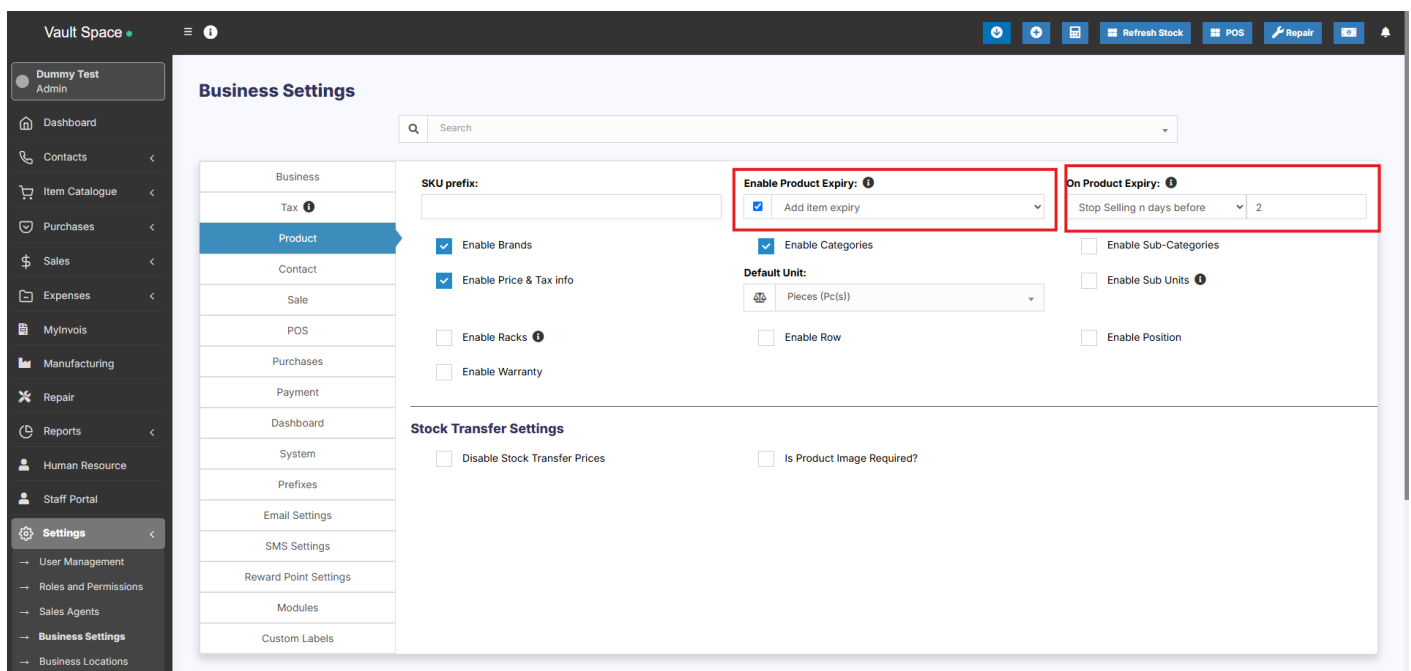 Vault Space
Refresh Stock
POS
Repair
Dummy Test
Admin
Dashboard
Contacts
Item Catalogue
Purchases
Sales
Expenses
MyInvois
Manufacturing
Repair
Reports
Human Resource
Staff Portal
Settings
→ User Management
→ Roles and Permissions
→ Sales Agents
→ Business Settings
→ Business Locations
Business Settings
Search
Business
Tax
Product
Contact
Sale
POS
Purchases
Payment
Dashboard
System
Prefixes
Email Settings
SMS Settings
Reward Point Settings
Modules
Custom Labels
SKU prefix:
Enable Product Expiry:
Add item expiry
On Product Expiry:
Stop Selling n days before
2
Enable Brands
Enable Categories
Enable Sub-Categories
Enable Price & Tax info
Default Unit:
Pieces (Pc(s))
Enable Sub Units
Enable Racks
Enable Row
Enable Position
Enable Warranty
Stock Transfer Settings
Disable Stock Transfer Prices
Is Product Image Required?